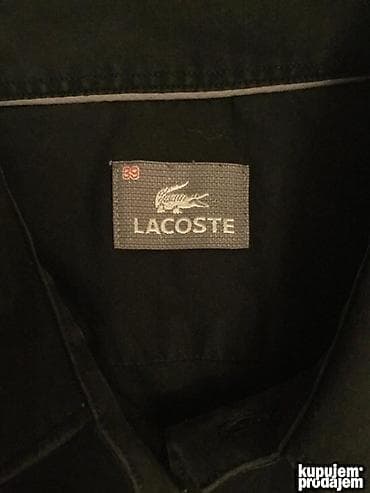 39
LACOSTE
kupujem
prodajem